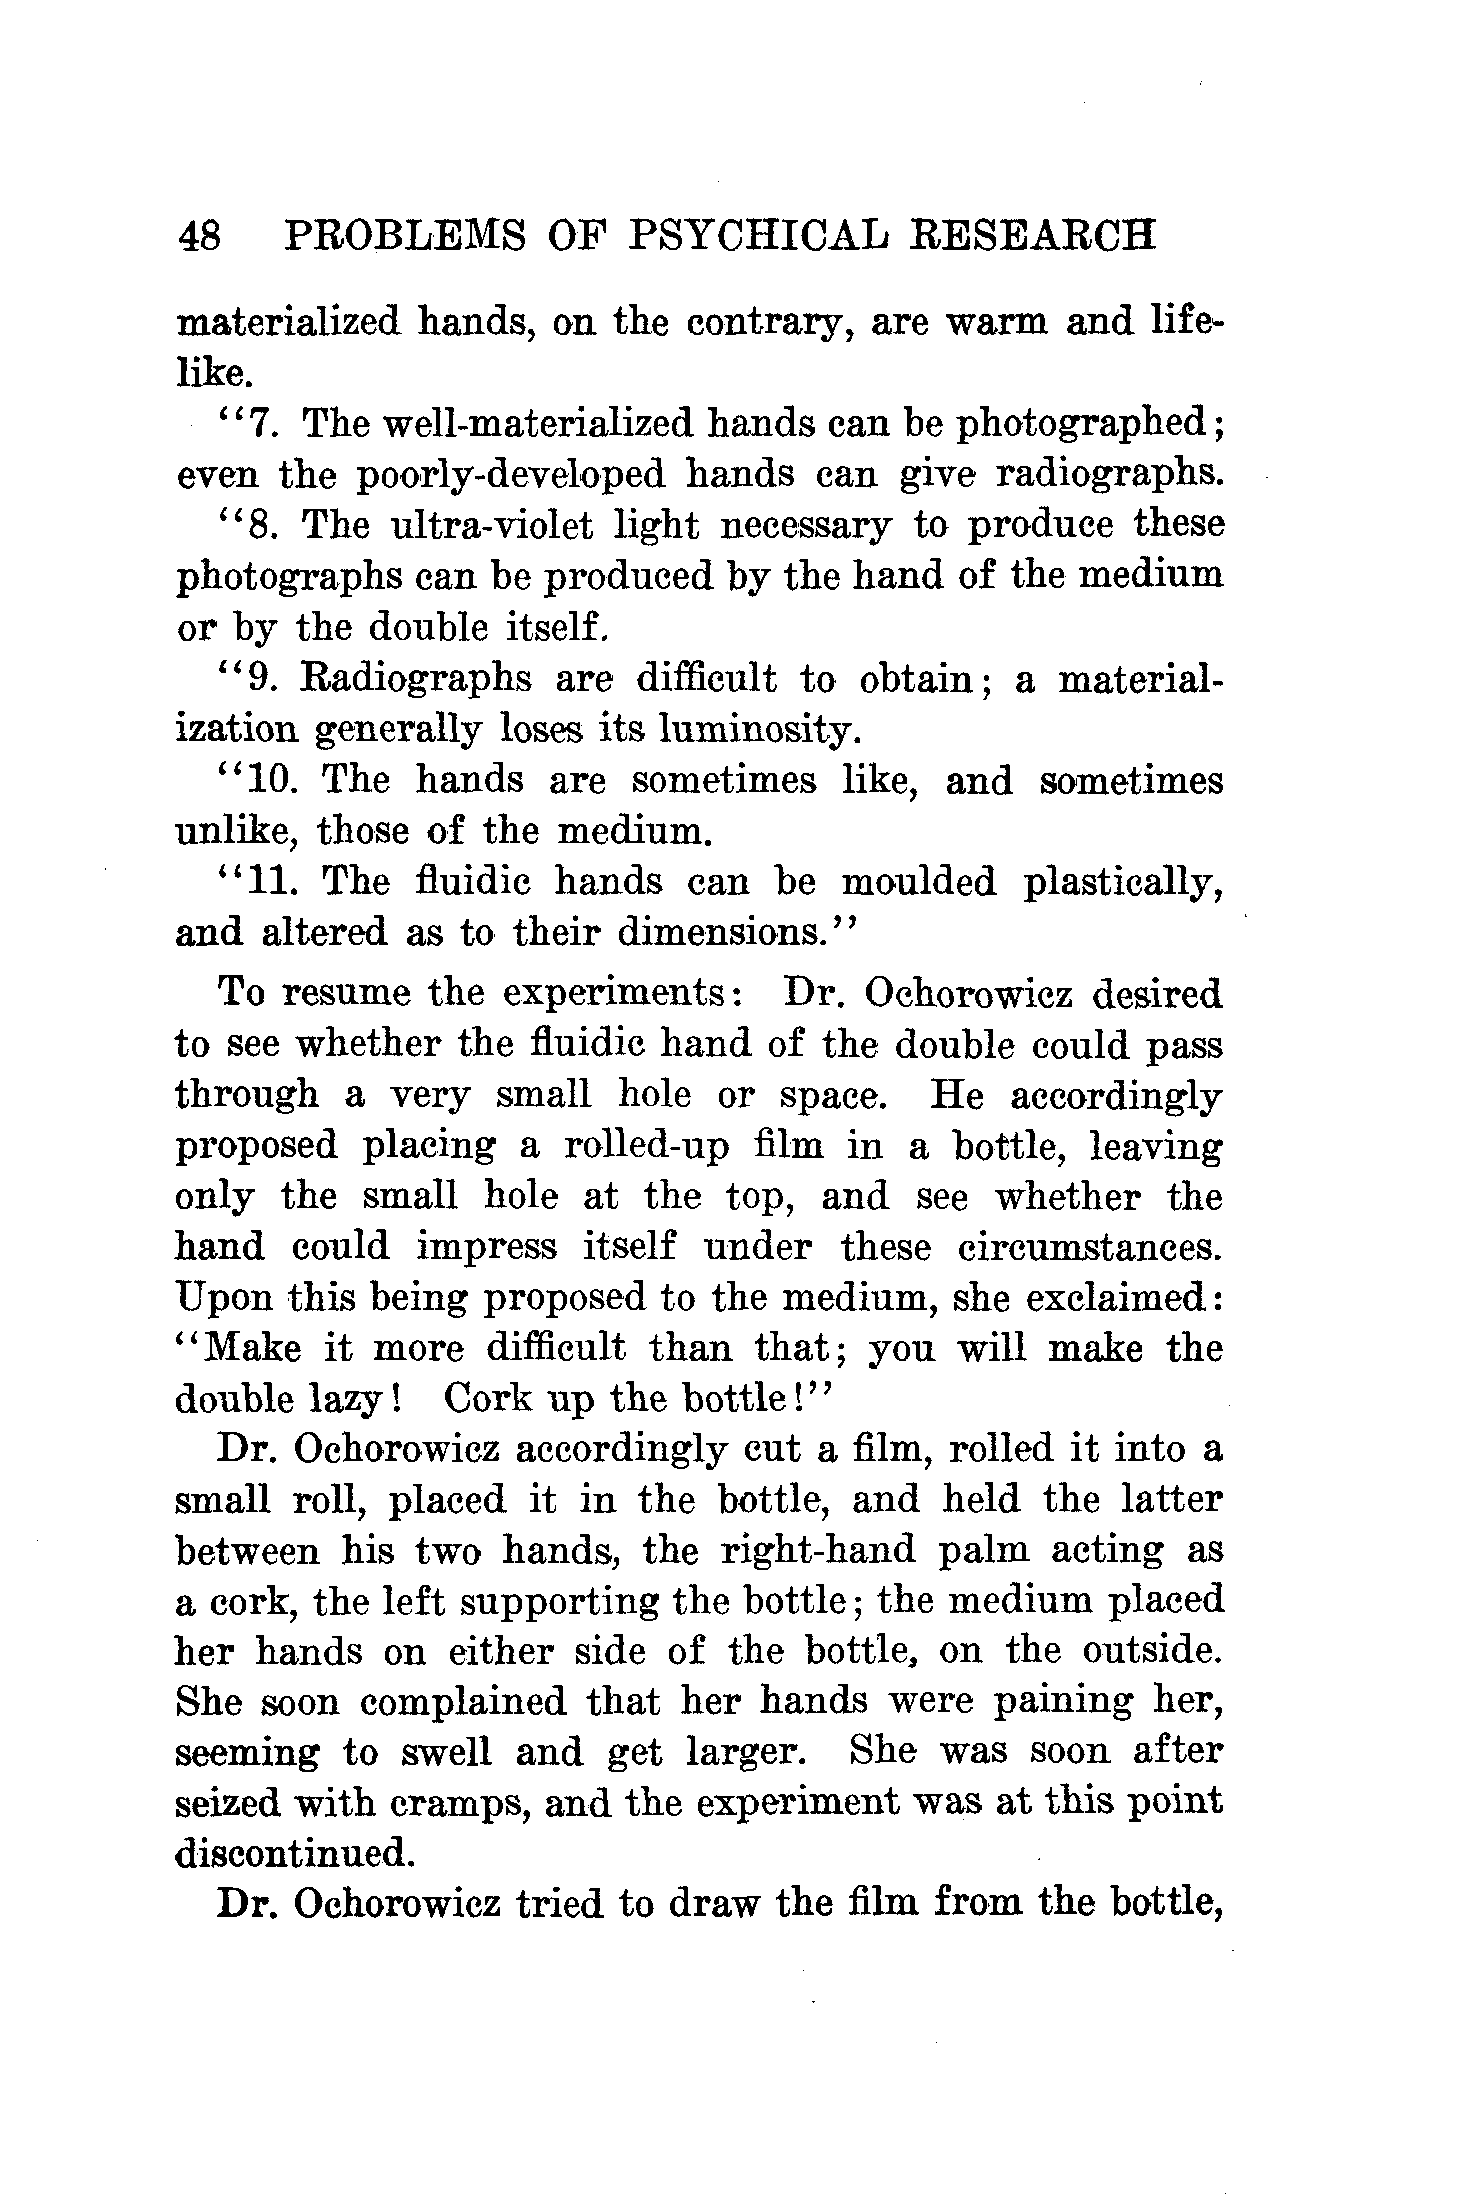 48 PROBLEMS OF PSYCHICAL RESEARCH
materialized hands, on the contrary, are warm and life-
like.
"7. The well-materialized hands can be photographed;
even the poorly-developed hands can give radiographs.
"8. The ultra-violet light necessary to produce these
photographs can be produced by the hand of the medium
or by the double itself.
"9. Radiographs are difficult to obtain; a material-
ization generally loses its luminosity.
"10. The hands are sometimes like, and sometimes
unlike, those of the medium.
"11. The fluidic hands can be moulded plastically,
and altered as to their dimensions."
To resume the experiments: Dr. Ochorowicz desired
to see whether the fluidic hand of the double could pass
through a very small hole or space. He accordingly
proposed placing a rolled-up film in a bottle, leaving
only the small hole at the top, and see whether the
hand could impress itself under these circumstances.
Upon this being proposed to the medium, she exclaimed:
"Make it more difficult than that; you will make the
double lazy! Cork up the bottle!"
Dr. Ochorowicz accordingly cut a film, rolled it into a
small roll, placed it in the bottle, and held the latter
between his two hands, the right-hand palm acting as
a cork, the left supporting the bottle; the medium placed
her hands on either side of the bottle, on the outside.
She soon complained that her hands were paining her,
seeming to swell and get larger. She was soon after
seized with cramps, and the experiment was at this point
discontinued.
Dr. Ochorowicz tried to draw the film from the bottle,